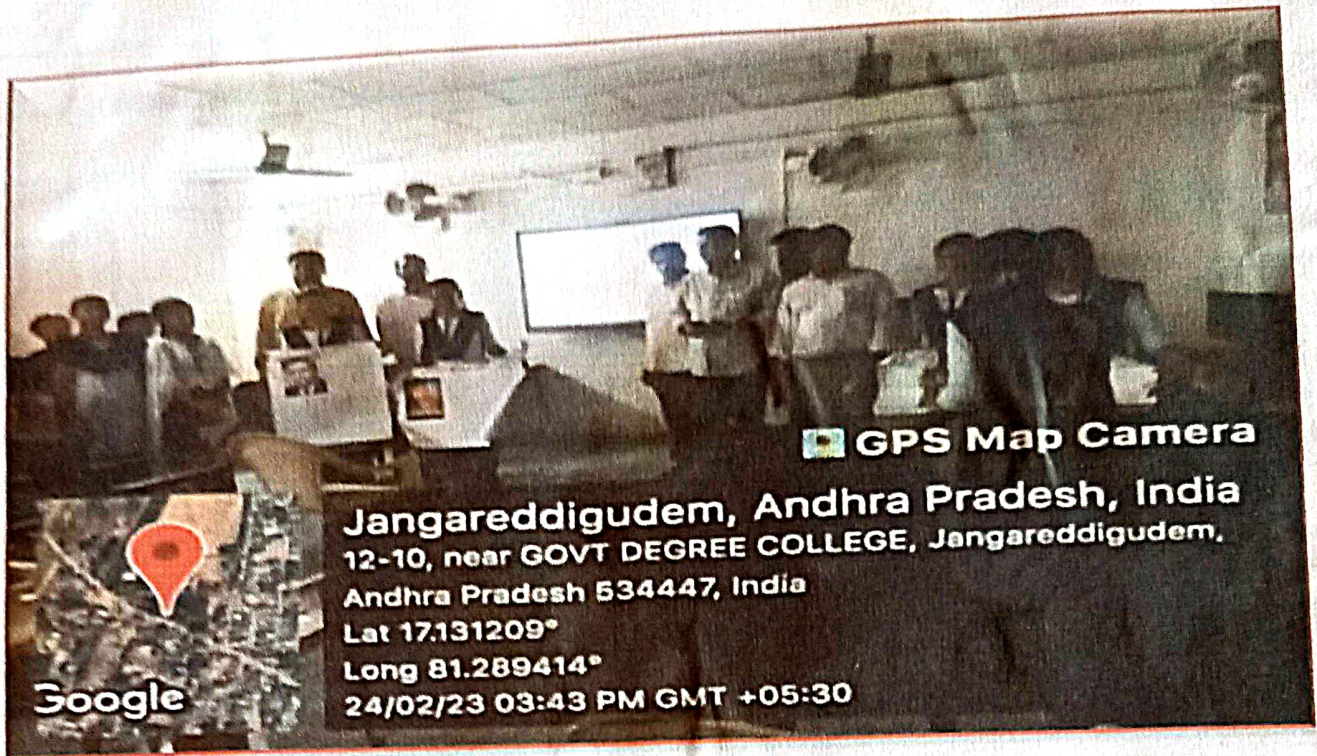 GPS Map Camera
Jangareddigudem, Andhra Pradesh, India
12-10, near GOVT DEGREE COLLEGE, Jangareddigudem,
Andhra Pradesh 534447, India
Lat 17.131209°
Long 81.289414°
24/02/23 03:43 PM GMT +05:30
Google